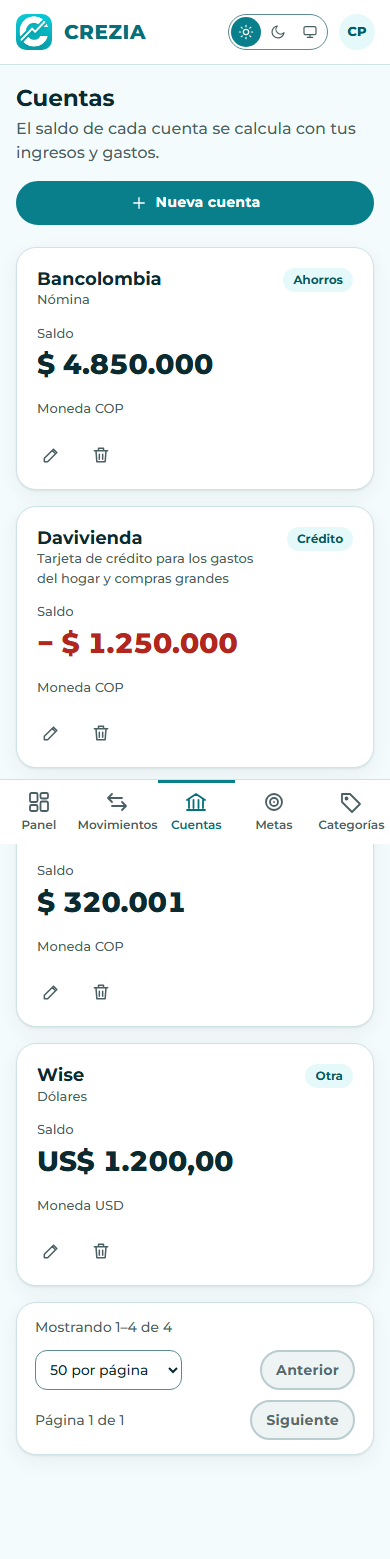 CREZIA
CP
Cuentas
El saldo de cada cuenta se calcula con tus
ingresos y gastos.
+ Nueva cuenta
Bancolombia
Ahorros
Nómina
Saldo
$ 4.850.000
Moneda COP
Davivienda
Crédito
Tarjeta de crédito para los gastos
del hogar y compras grandes
Saldo
− $ 1.250.000
Moneda COP
Panel
Movimientos
Cuentas
Metas
Categorías
Saldo
$ 320.001
Moneda COP
Wise
Otra
Dólares
Saldo
US$ 1.200,00
Moneda USD
Mostrando 1–4 de 4
50 por página
Anterior
Página 1 de 1
Siguiente